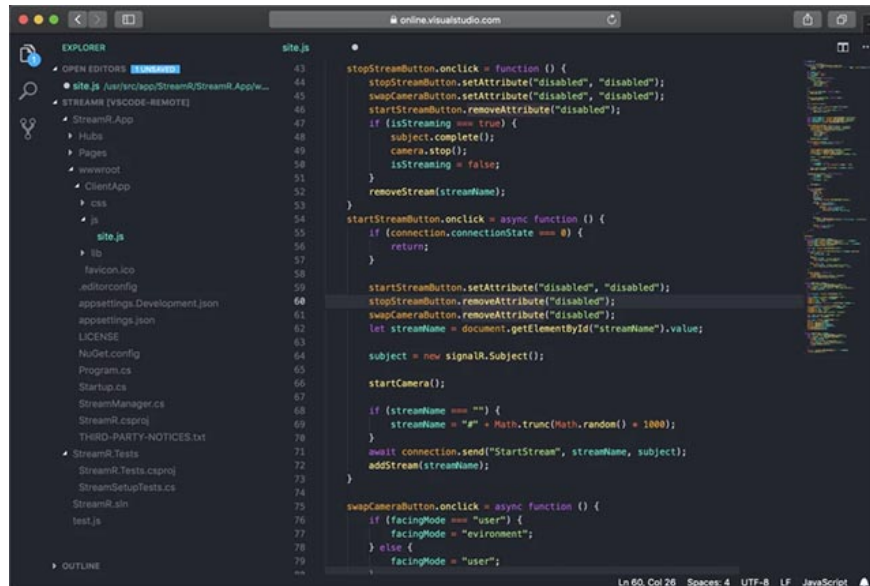 online.visualstudio.com
EXPLORER
OPEN EDITORS 1 UNSAVED
site.js /usr/src/app/StreamR/StreamR.App/w...
STREAMR [VSCODE-REMOTE]
StreamR.App
Hubs
Pages
wwwroot
ClientApp
css
js
site.js
lib
favicon.ico
.editorconfig
appsettings.Development.json
appsettings.json
LICENSE
NuGet.config
Program.cs
Startup.cs
StreamManager.cs
StreamR.csproj
THIRD-PARTY-NOTICES.txt
StreamR.Tests
StreamR.Tests.csproj
StreamSetupTests.cs
StreamR.sln
test.js
OUTLINE
site.js
43 stopStreamButton.onclick = function () {
44 stopStreamButton.setAttribute("disabled", "disabled");
45 swapCameraButton.setAttribute("disabled", "disabled");
46 startStreamButton.removeAttribute("disabled");
47 if (isStreaming === true) {
48 subject.complete();
49 camera.stop();
50 isStreaming = false;
51 }
52 removeStream(streamName);
53 }
54 startStreamButton.onclick = async function () {
55 if (connection.connectionState === 0) {
56 return;
57 }
58
59 startStreamButton.setAttribute("disabled", "disabled");
60 stopStreamButton.removeAttribute("disabled");
61 swapCameraButton.removeAttribute("disabled");
62 let streamName = document.getElementById("streamName").value;
63
64 subject = new signalR.Subject();
65
66 startCamera();
67
68 if (streamName === "") {
69 streamName = "#" + Math.trunc(Math.random() * 1000);
70 }
71 await connection.send("StartStream", streamName, subject);
72 addStream(streamName);
73 }
74
75 swapCameraButton.onclick = async function () {
76 if (facingMode === "user") {
77 facingMode = "evironment";
78 } else {
79 facingMode = "user";
Ln 60, Col 26 Spaces: 4 UTF-8 LF JavaScript